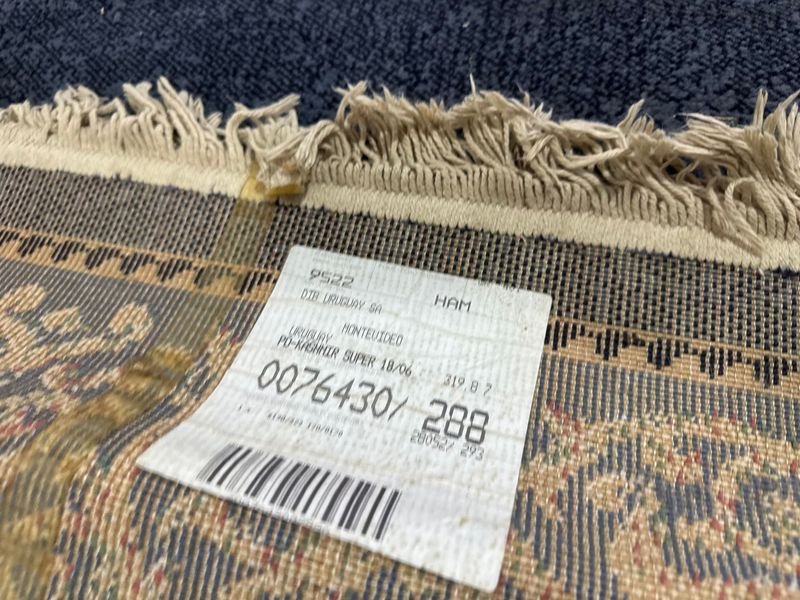 9522 HAM
DIB URUGUAY SA
URUGUAY MONTEVIDEO
PO-KASHMIR SUPER 18/06 319 8 7
0076430/ 288
28052/ 293